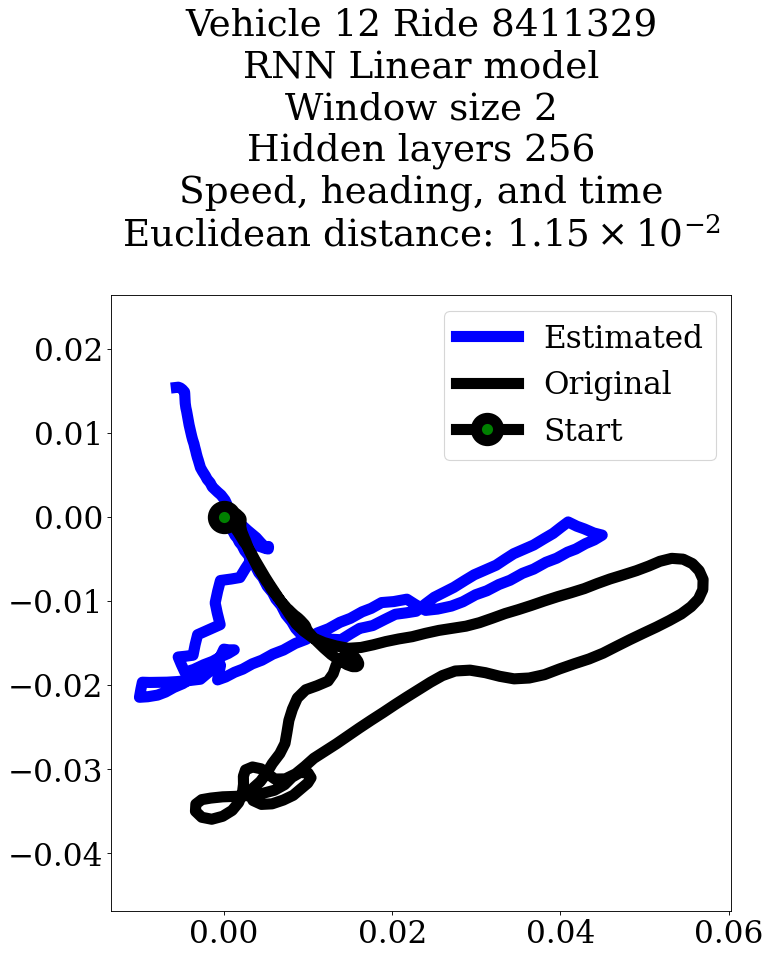 Vehicle 12 Ride 8411329
RNN Linear model
Window size 2
Hidden layers 256
Speed, heading, and time
Euclidean distance: 1.15 × 10⁻²
Estimated
Original
Start
0.02
0.01
0.00
−0.01
−0.02
−0.03
−0.04
0.00 0.02 0.04 0.06